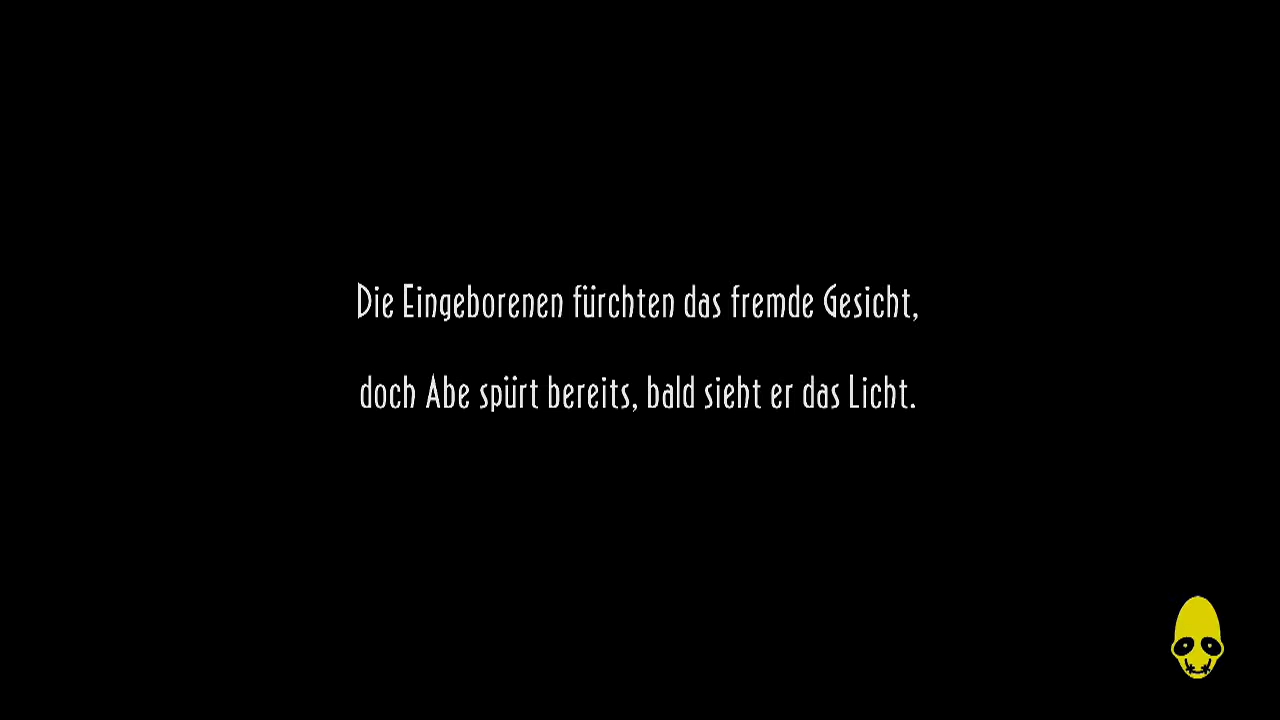 Die Eingeborenen fürchten das fremde Gesicht,
doch Abe spürt bereits, bald sieht er das Licht.